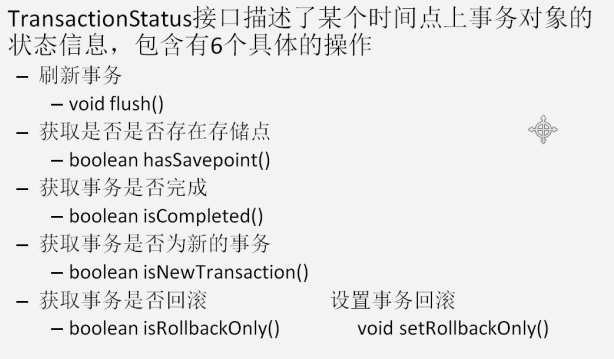 TransactionStatus接口描述了某个时间点上事务对象的
状态信息，包含有6个具体的操作
– 刷新事务
– void flush()
– 获取是否是否存在存储点
– boolean hasSavepoint()
– 获取事务是否完成
– boolean isCompleted()
– 获取事务是否为新的事务
– boolean isNewTransaction()
– 获取事务是否回滚 设置事务回滚
– boolean isRollbackOnly() void setRollbackOnly()